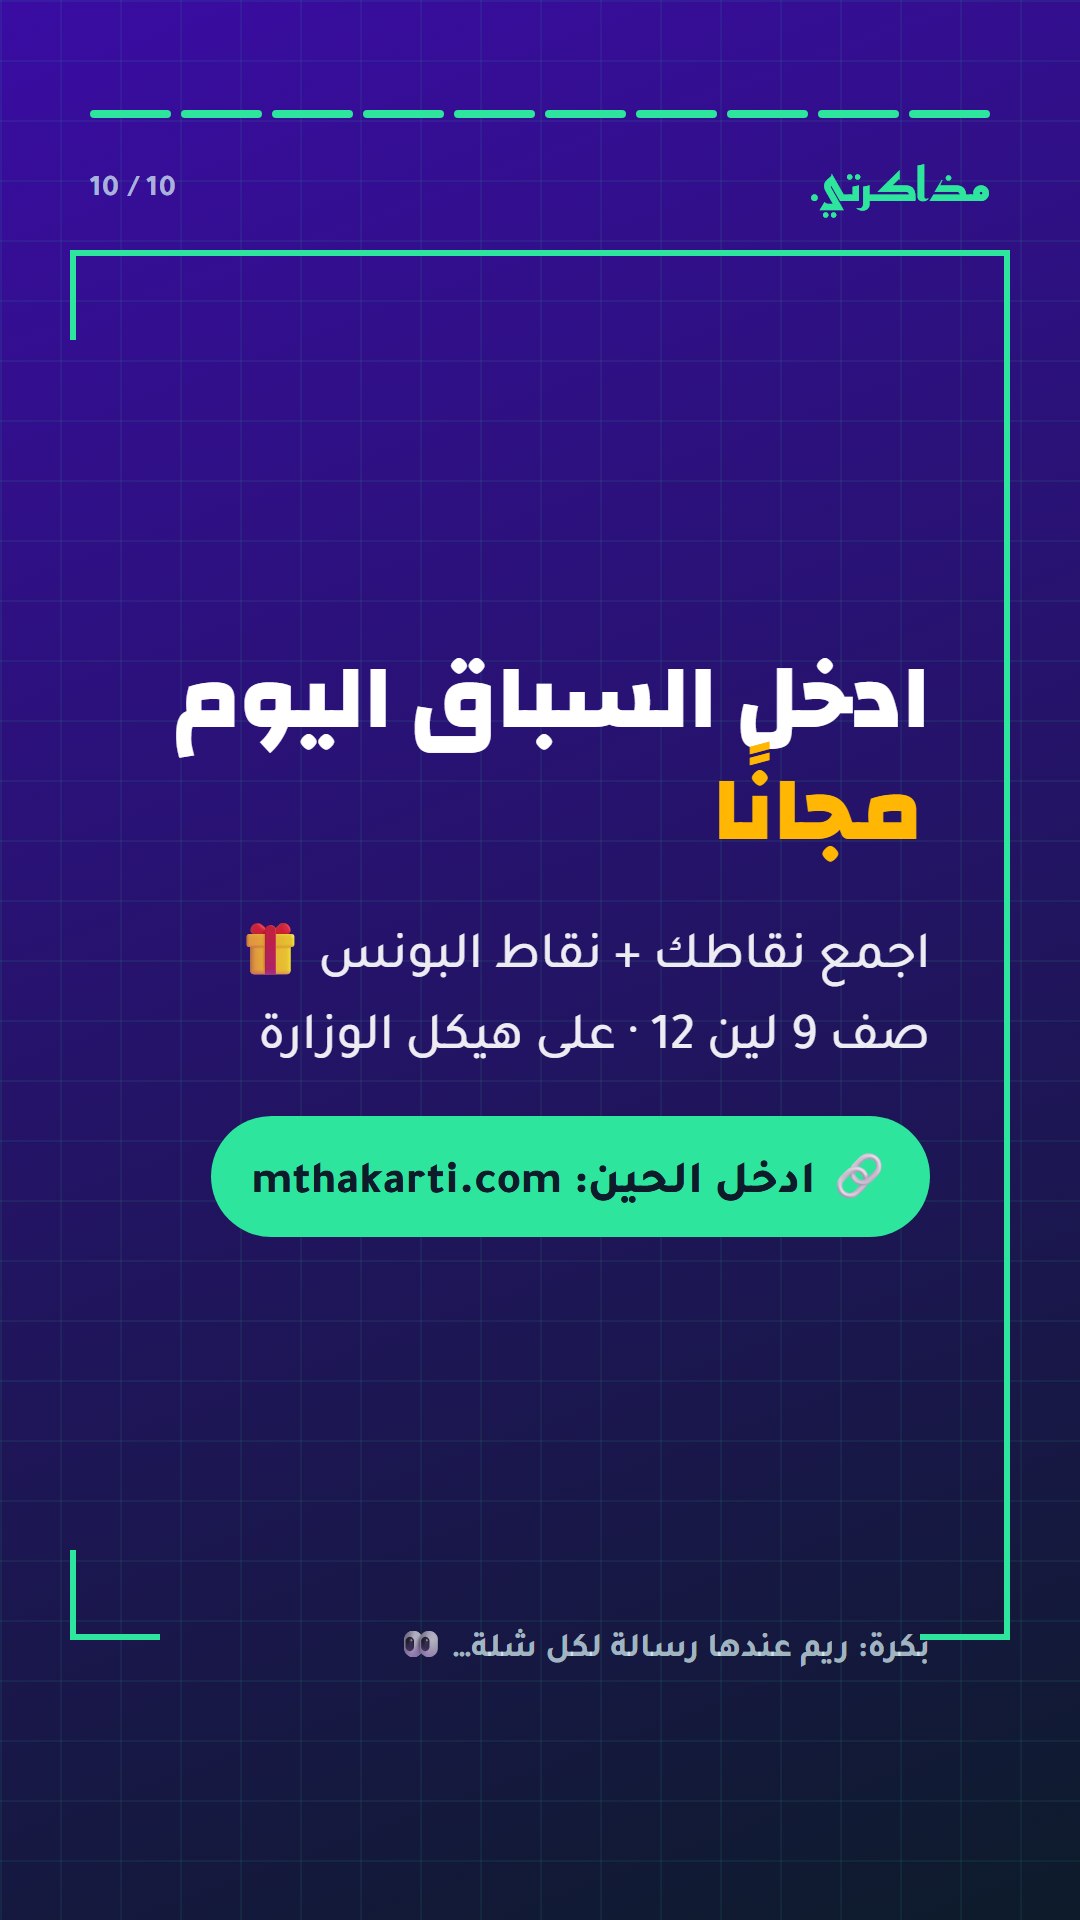 مذاكرتي.
10 / 10
ادخل السباق اليوم
مجانًا
اجمع نقاطك + نقاط البونس 🎁
صف 9 لين 12 · على هيكل الوزارة
🔗 ادخل الحين: mthakarti.com
بكرة: ريم عندها رسالة لكل شلة… 👀